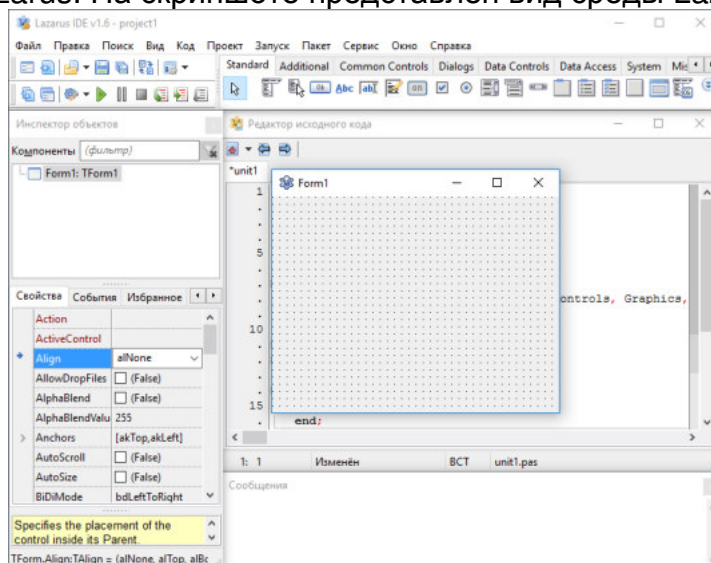 На скриншоте представлен вид среды
Lazarus IDE v1.6 - project1
Файл Правка Поиск Вид Код Проект Запуск Пакет Сервис Окно Справка
Standard Additional Common Controls Dialogs Data Controls Data Access System
Инспектор объектов
Редактор исходного кода
Компоненты (фильтр)
Form1: TForm1
*unit1
Form1
1
5
ontrols, Graphics,
10
15
end;
Свойства События Избранное
Action
ActiveControl
Align alNone
AllowDropFiles (False)
AlphaBlend (False)
AlphaBlendValu 255
Anchors [akTop,akLeft]
AutoScroll (False)
AutoSize (False)
BiDiMode bdLeftToRight
1: 1 Изменён ВСТ unit1.pas
Сообщения
Specifies the placement of the
control inside its Parent.
TForm.Align:TAlign = (alNone, alTop, alBc